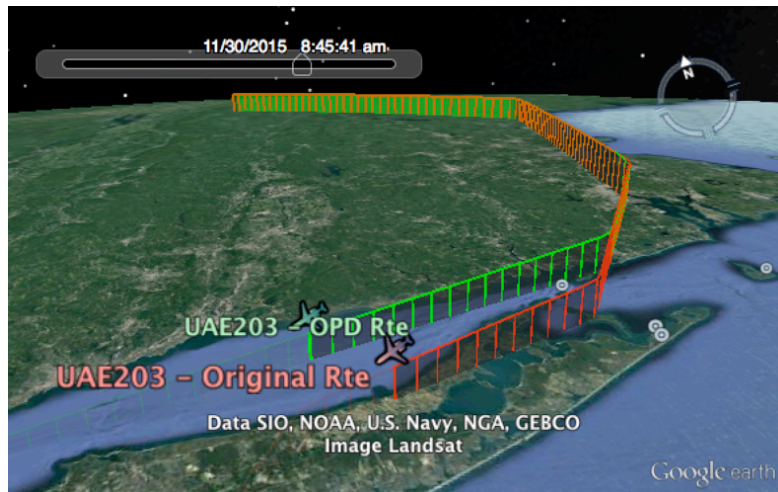 11/30/2015 8:45:41 am
N
UAE203 - OPD Rte
UAE203 - Original Rte
Data SIO, NOAA, U.S. Navy, NGA, GEBCO
Image Landsat
Google earth